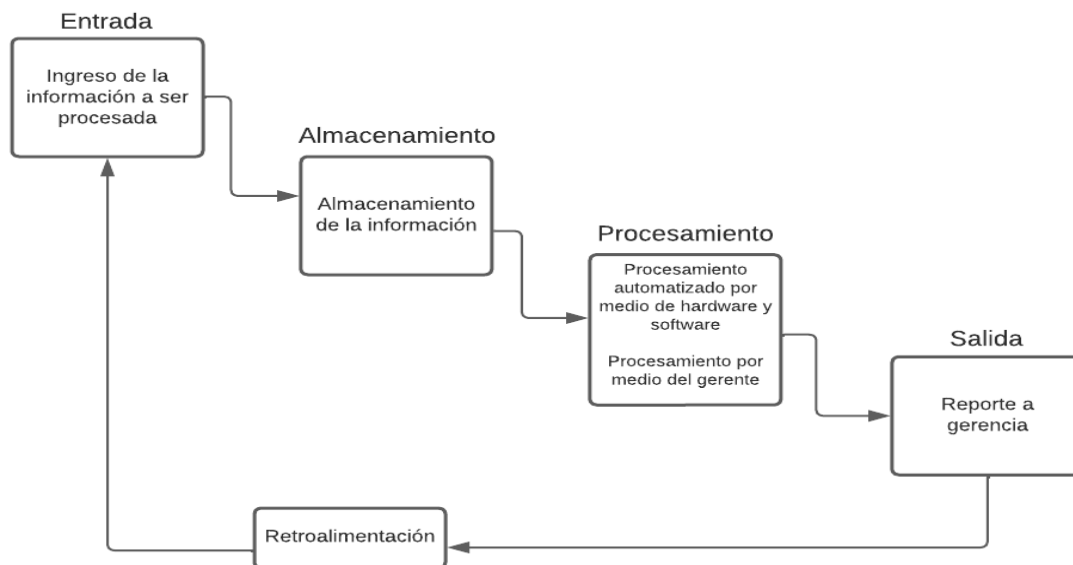 Entrada
Ingreso de la
información a ser
procesada
Almacenamiento
Almacenamiento
de la información
Procesamiento
Procesamiento
automatizado por
medio de hardware y
software
Procesamiento por
medio del gerente
Salida
Reporte a
gerencia
Retroalimentación